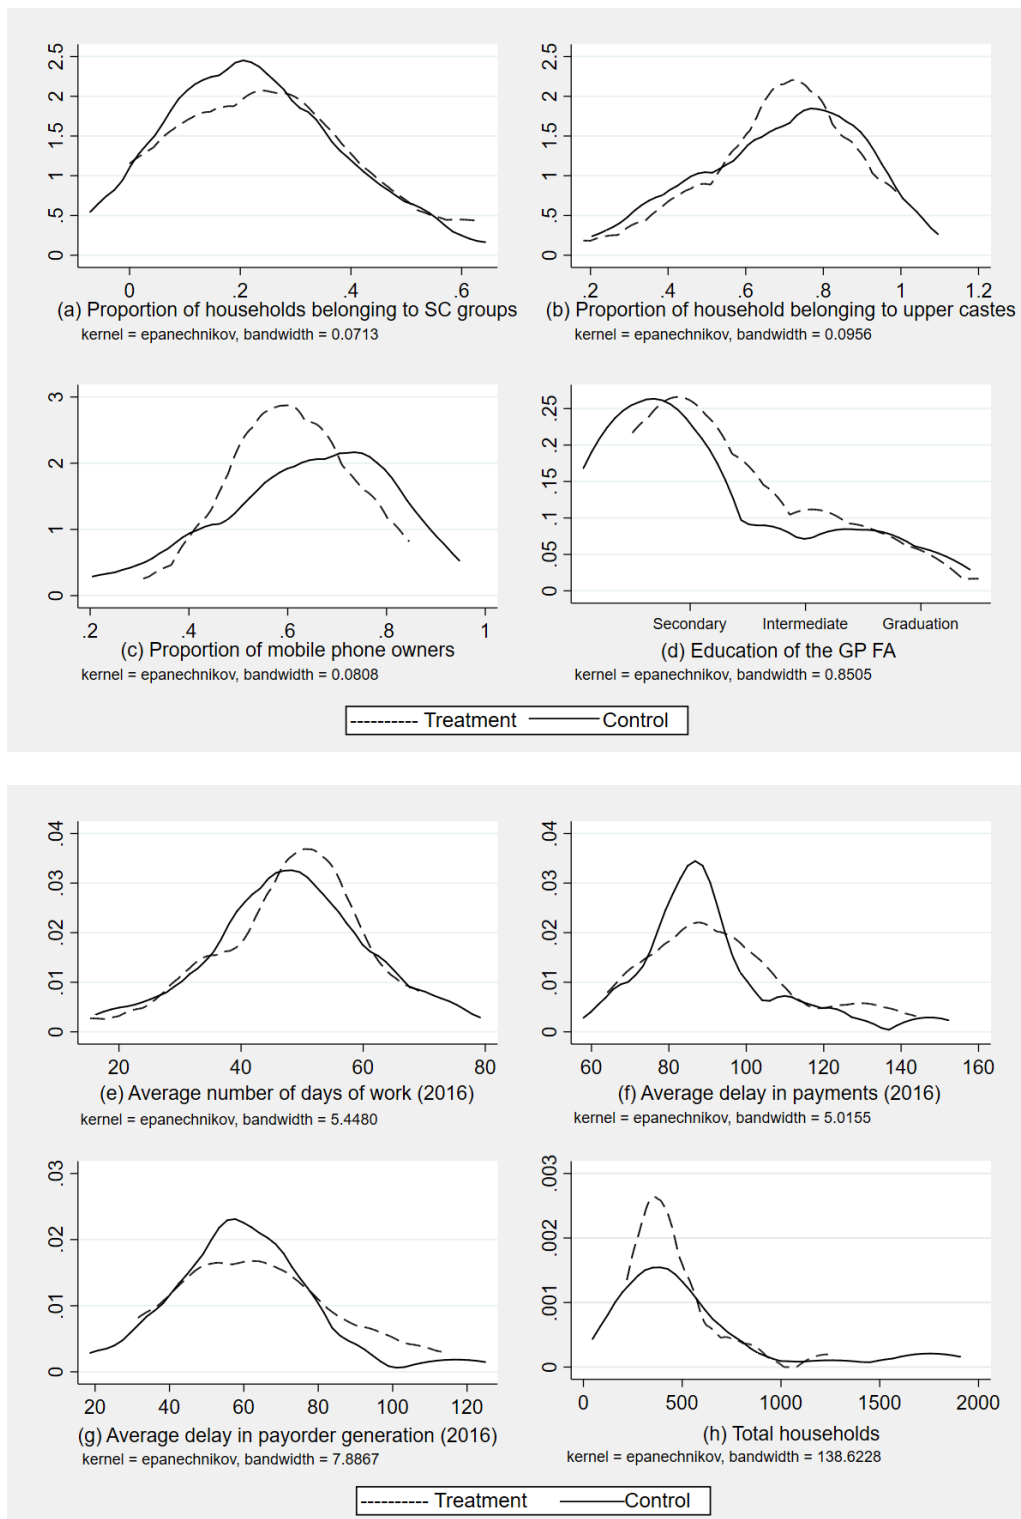 2.5
2
1.5
1
.5
0
0 .2 .4 .6
(a) Proportion of households belonging to SC groups
kernel = epanechnikov, bandwidth = 0.0713
2.5
2
1.5
1
.5
0
.2 .4 .6 .8 1 1.2
(b) Proportion of household belonging to upper castes
kernel = epanechnikov, bandwidth = 0.0956
3
2
1
0
.2 .4 .6 .8 1
(c) Proportion of mobile phone owners
kernel = epanechnikov, bandwidth = 0.0808
.25
.2
.15
.1
.05
0
Secondary Intermediate Graduation
(d) Education of the GP FA
kernel = epanechnikov, bandwidth = 0.8505
Treatment Control
.04
.03
.02
.01
0
20 40 60 80
(e) Average number of days of work (2016)
kernel = epanechnikov, bandwidth = 5.4480
.04
.03
.02
.01
0
60 80 100 120 140 160
(f) Average delay in payments (2016)
kernel = epanechnikov, bandwidth = 5.0155
.03
.02
.01
0
20 40 60 80 100 120
(g) Average delay in payorder generation (2016)
kernel = epanechnikov, bandwidth = 7.8867
.003
.002
.001
0
0 500 1000 1500 2000
(h) Total households
kernel = epanechnikov, bandwidth = 138.6228
Treatment Control